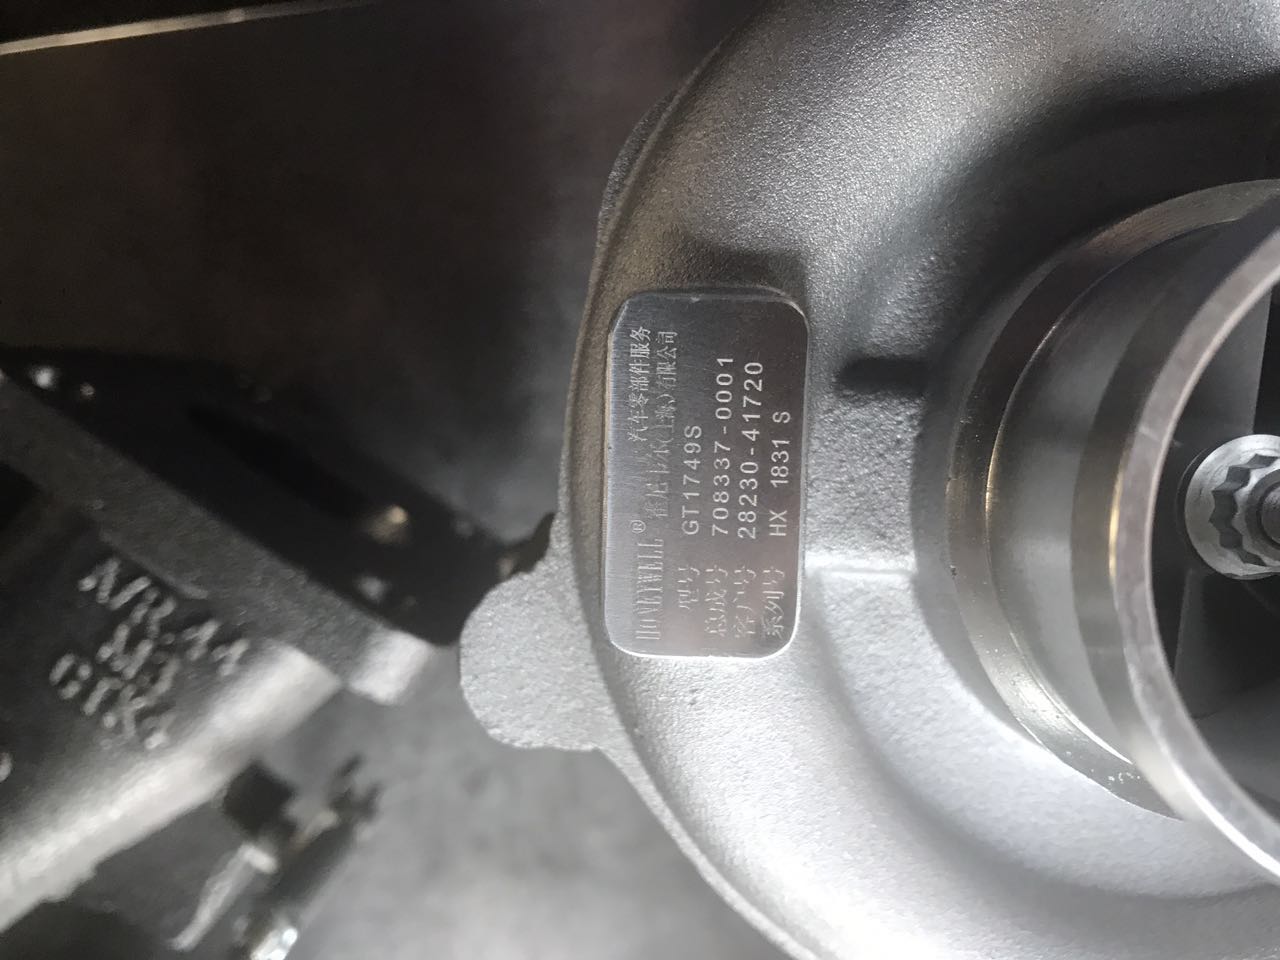 HONEYWELL® 霍尼韦尔 汽车零部件服务
(上海)有限公司
型号 GT1749S
总成号 708337-0001
客户号 28230-41720
系列号 HX 1831 S